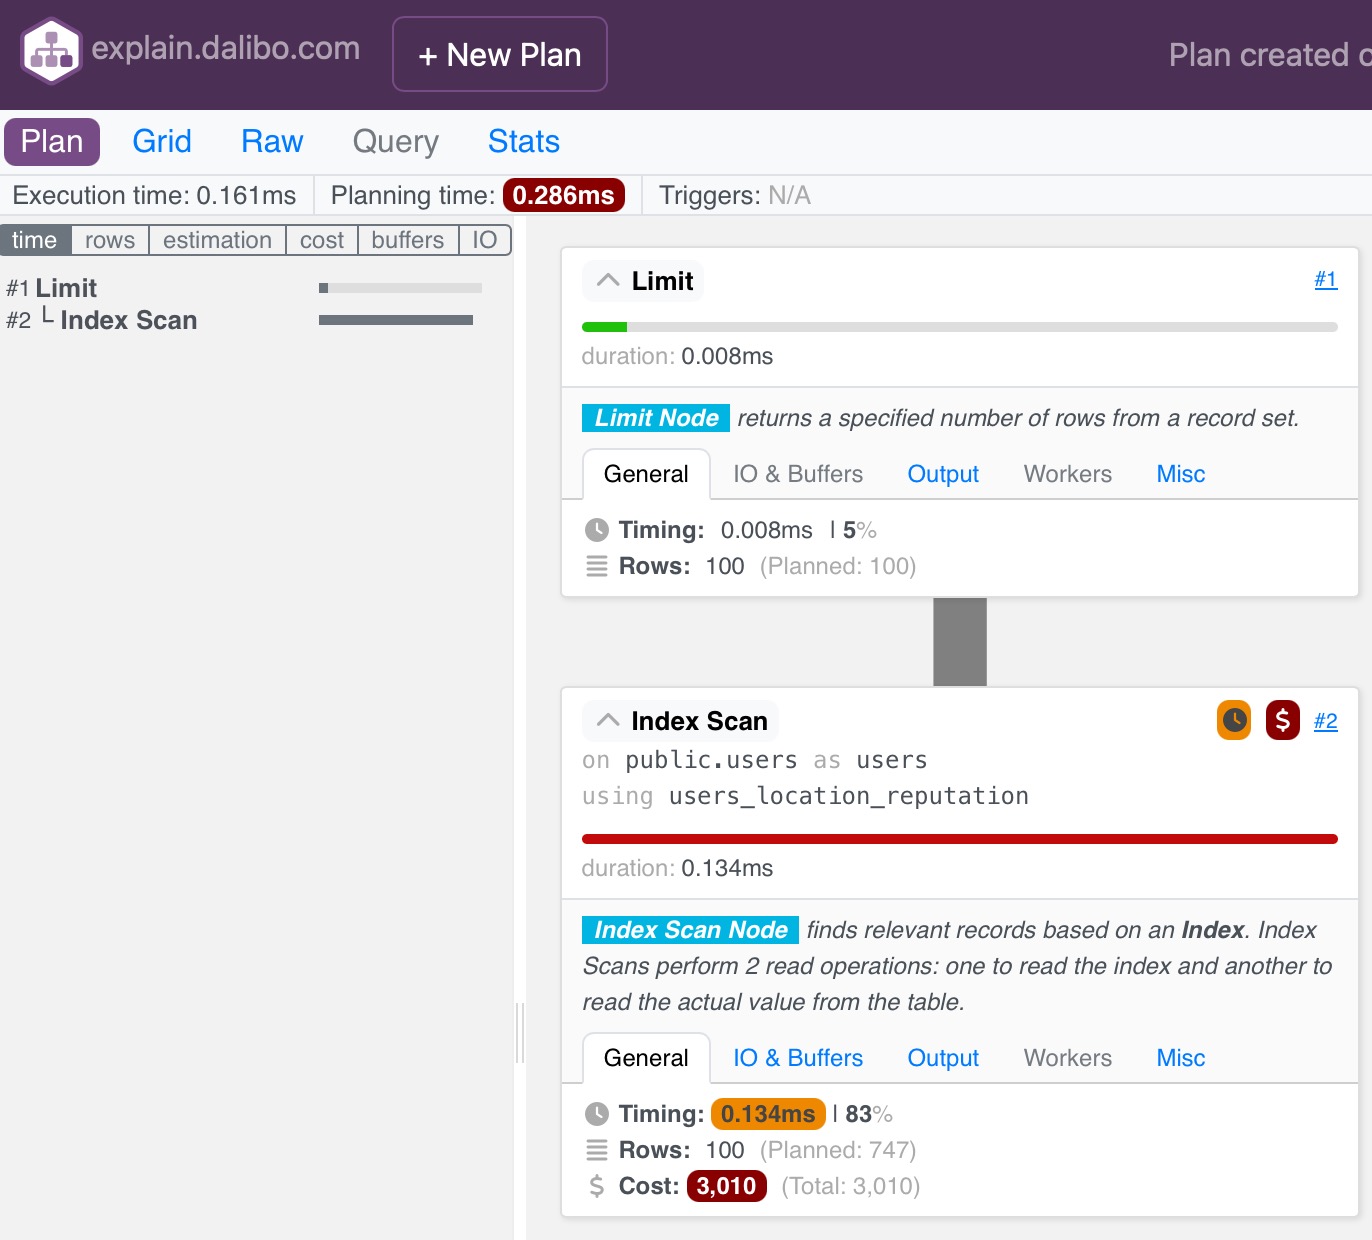 explain.dalibo.com
+ New Plan
Plan created o
Plan Grid Raw Query Stats
Execution time: 0.161ms Planning time: 0.286ms Triggers: N/A
time rows estimation cost buffers IO
#1 Limit
#2 └ Index Scan
Limit #1
duration: 0.008ms
Limit Node returns a specified number of rows from a record set.
General IO & Buffers Output Workers Misc
Timing: 0.008ms | 5%
Rows: 100 (Planned: 100)
Index Scan $ #2
on public.users as users
using users_location_reputation
duration: 0.134ms
Index Scan Node finds relevant records based on an Index. Index
Scans perform 2 read operations: one to read the index and another to
read the actual value from the table.
General IO & Buffers Output Workers Misc
Timing: 0.134ms | 83%
Rows: 100 (Planned: 747)
$ Cost: 3,010 (Total: 3,010)